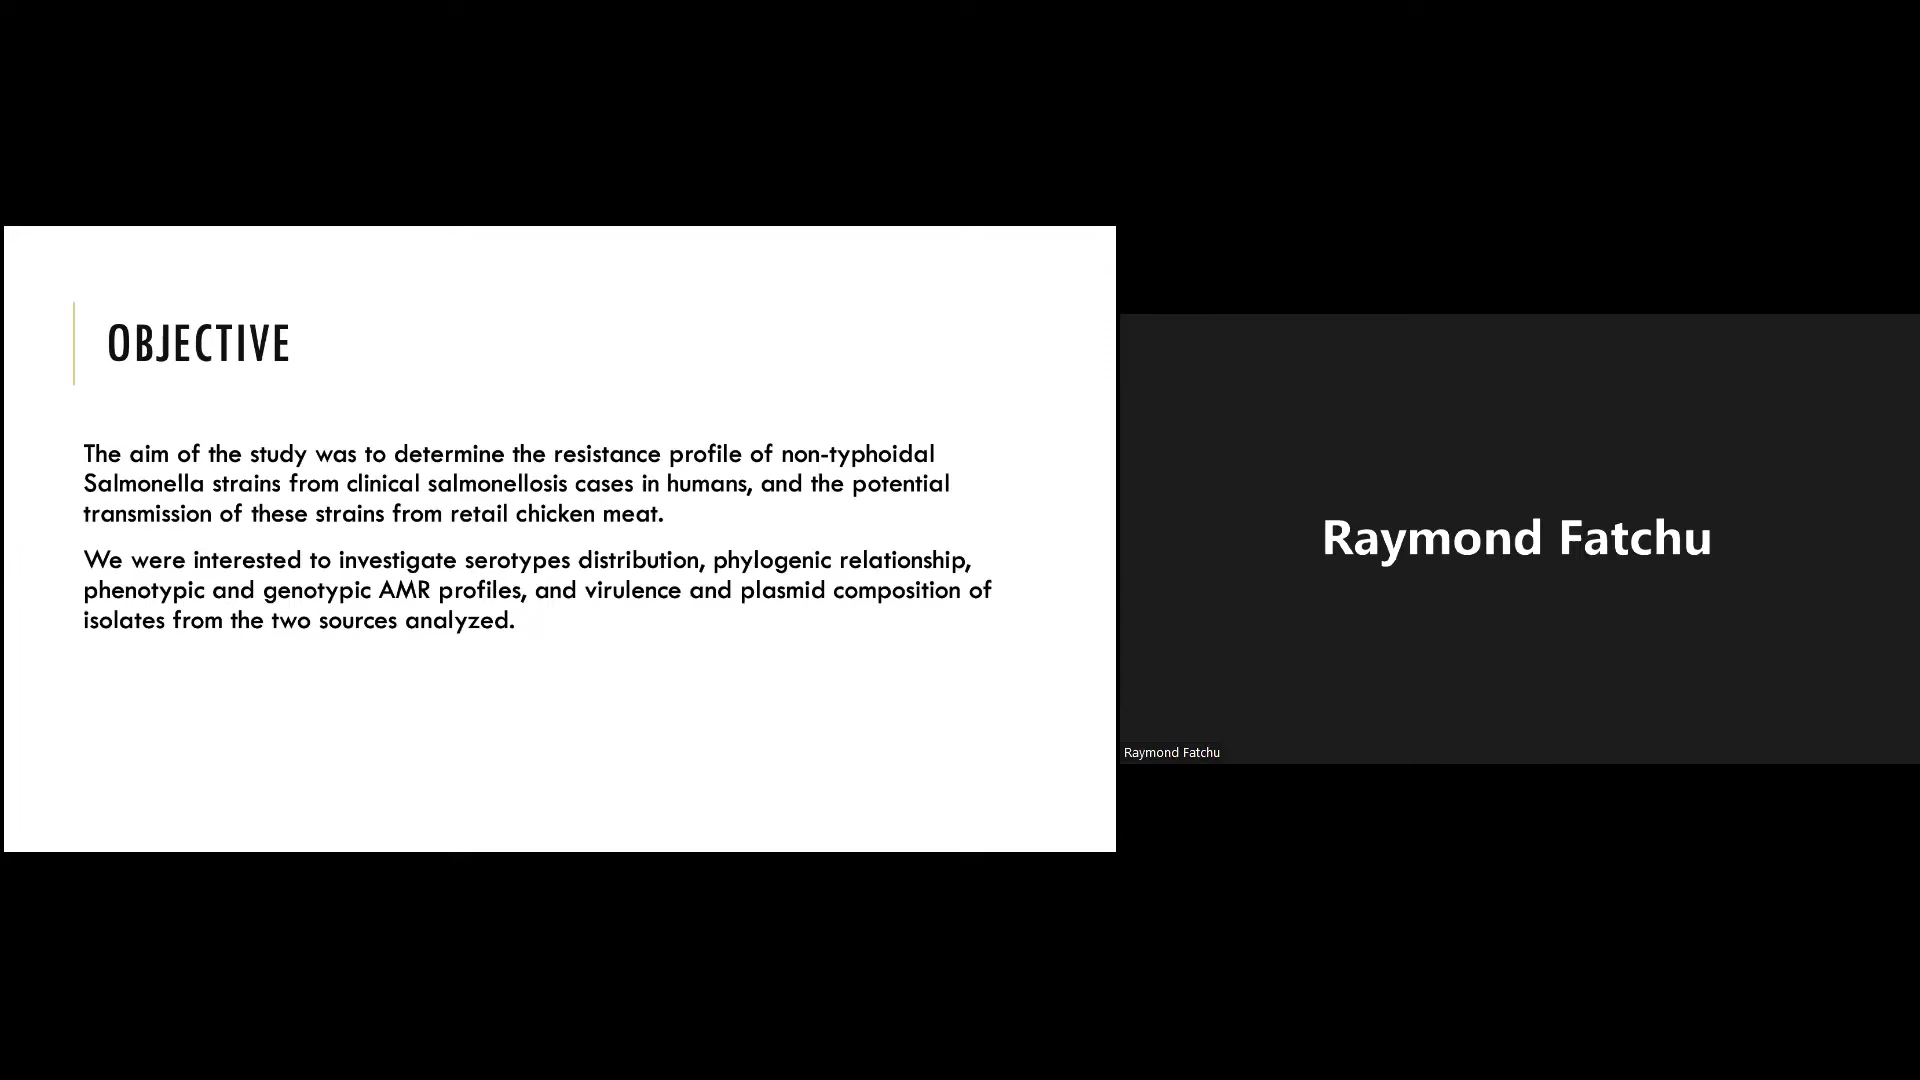 OBJECTIVE
The aim of the study was to determine the resistance profile of non-typhoidal
Salmonella strains from clinical salmonellosis cases in humans, and the potential
transmission of these strains from retail chicken meat.
We were interested to investigate serotypes distribution, phylogenic relationship,
phenotypic and genotypic AMR profiles, and virulence and plasmid composition of
isolates from the two sources analyzed.
Raymond Fatchu
Raymond Fatchu